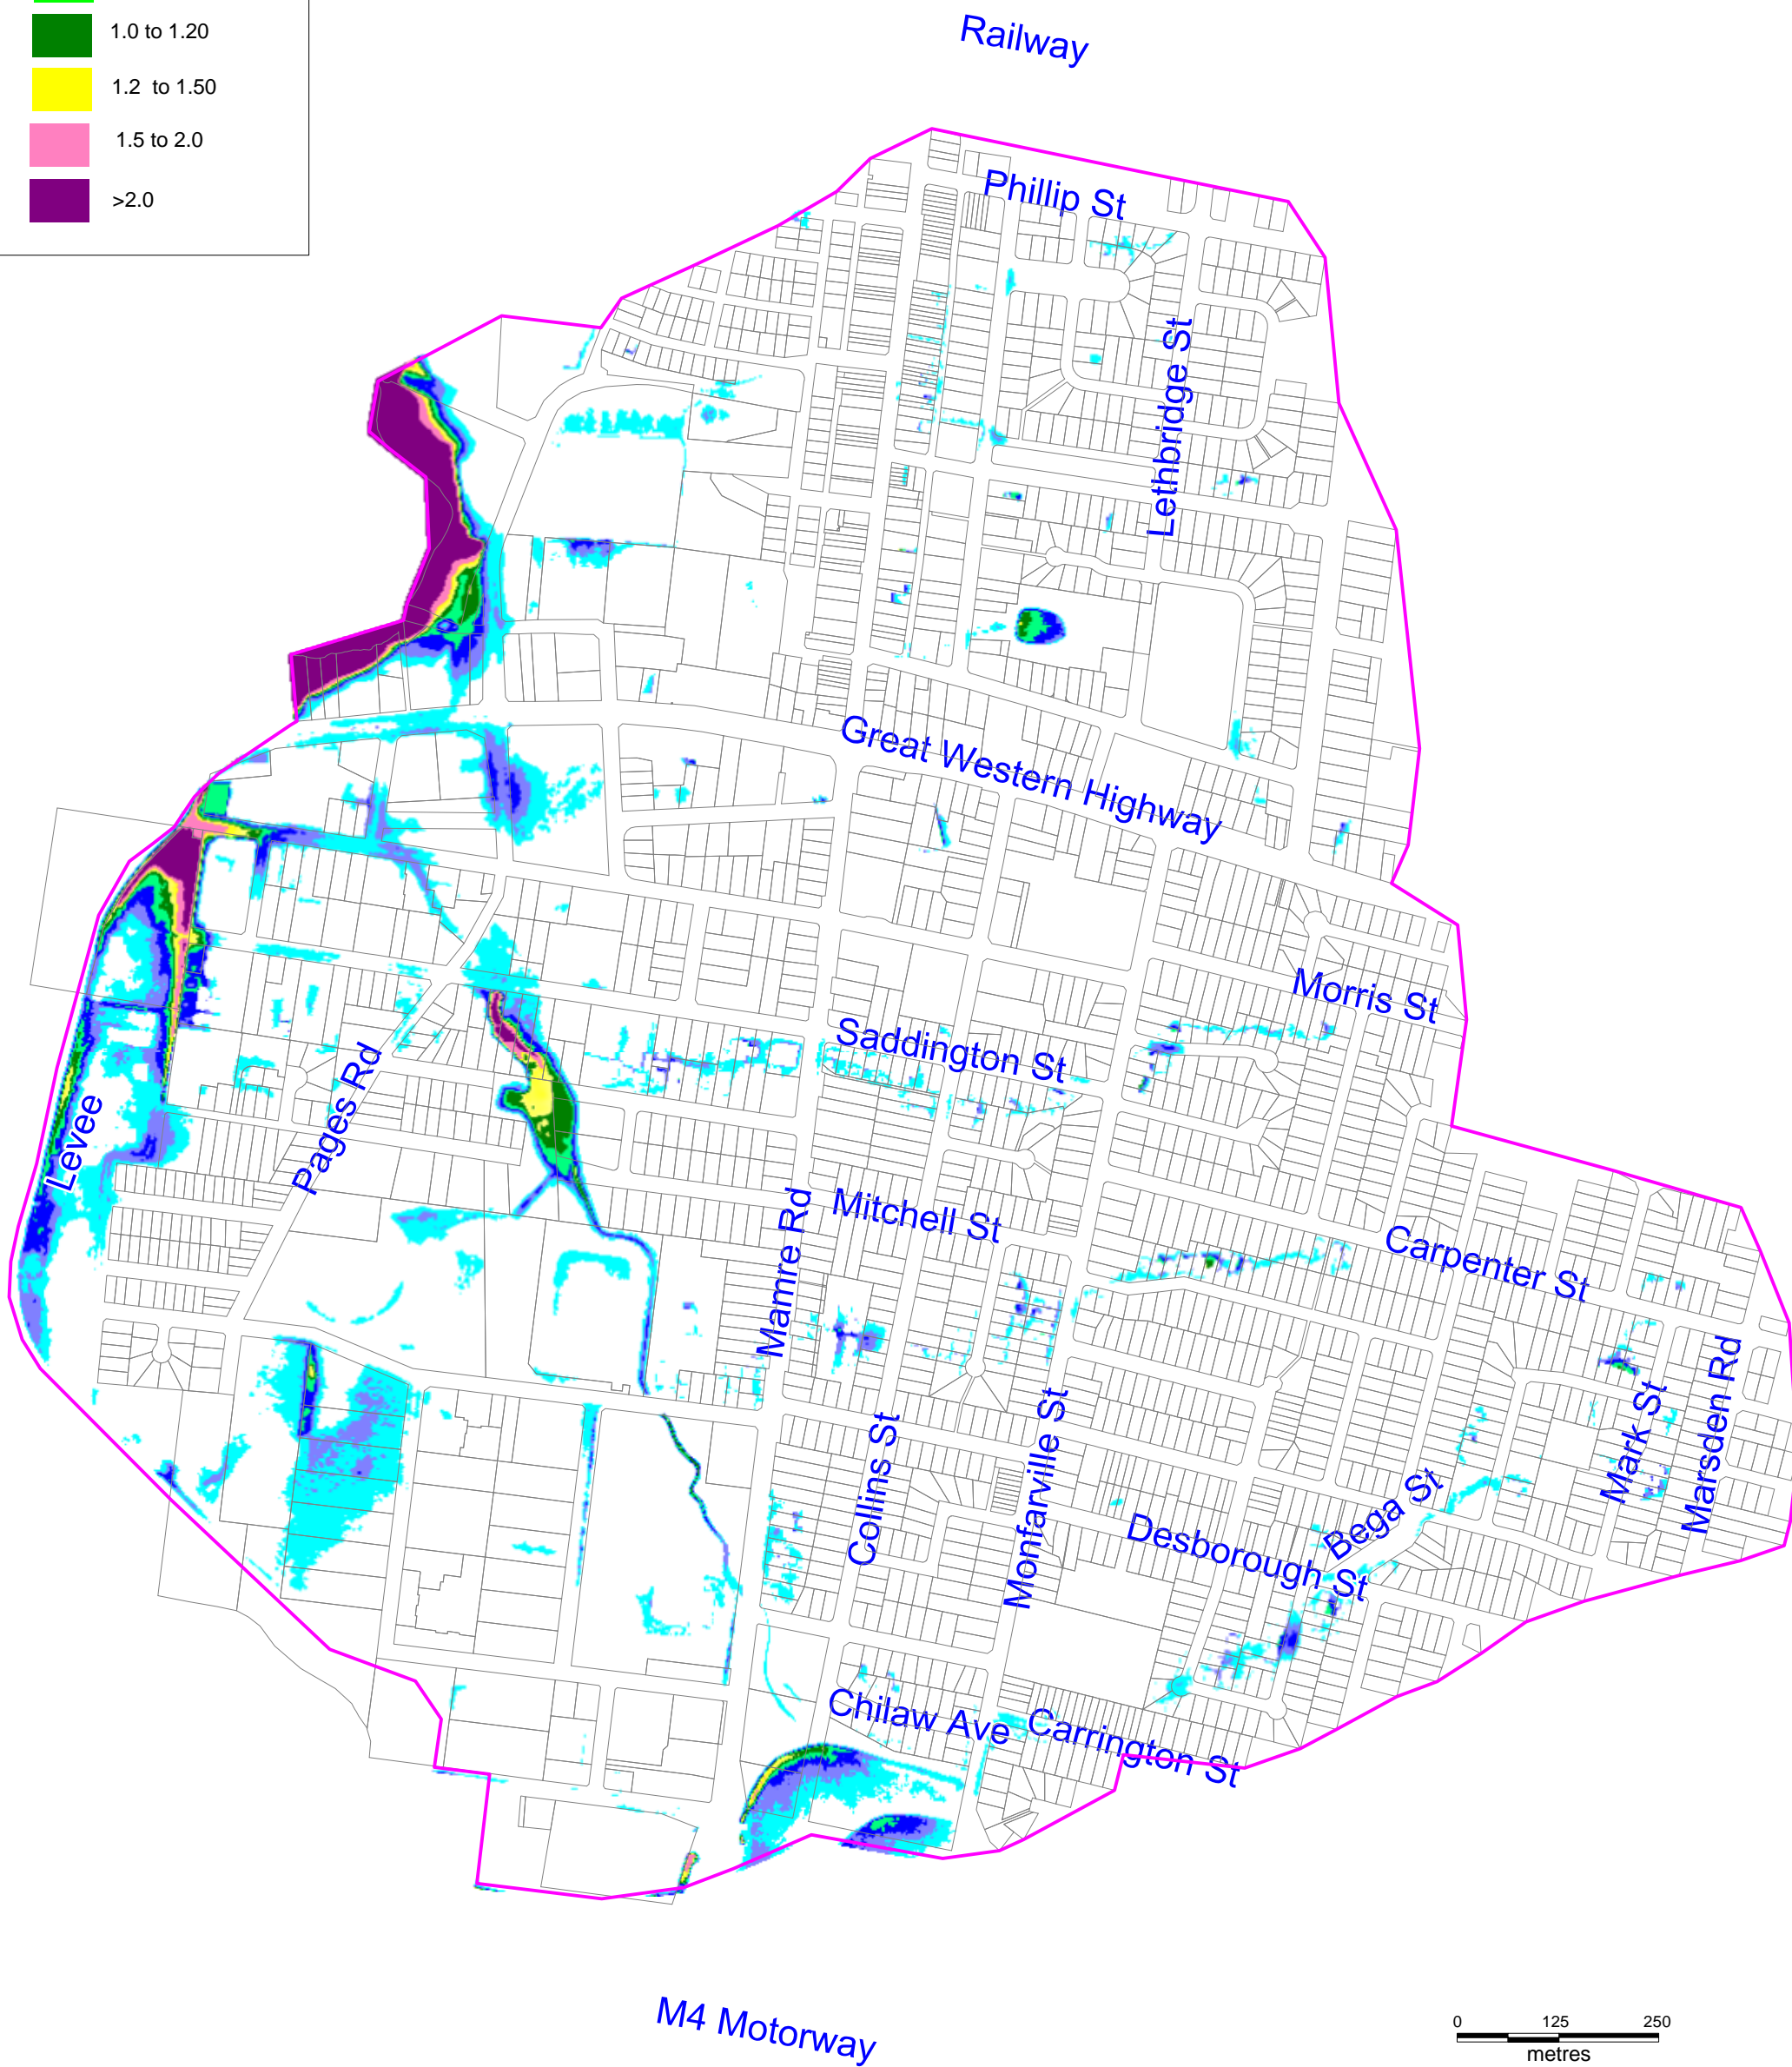 1.0 to 1.20
1.2 to 1.50
1.5 to 2.0
>2.0
Railway
Phillip St
Lethbridge St
Great Western Highway
Morris St
Saddington St
Pages Rd
Levee
Mitchell St
Mamre Rd
Carpenter St
Collins St
Monfarville St
Mark St
Marsden Rd
Bega St
Desborough St
Chilaw Ave
Carrington St
M4 Motorway
0 125 250
metres